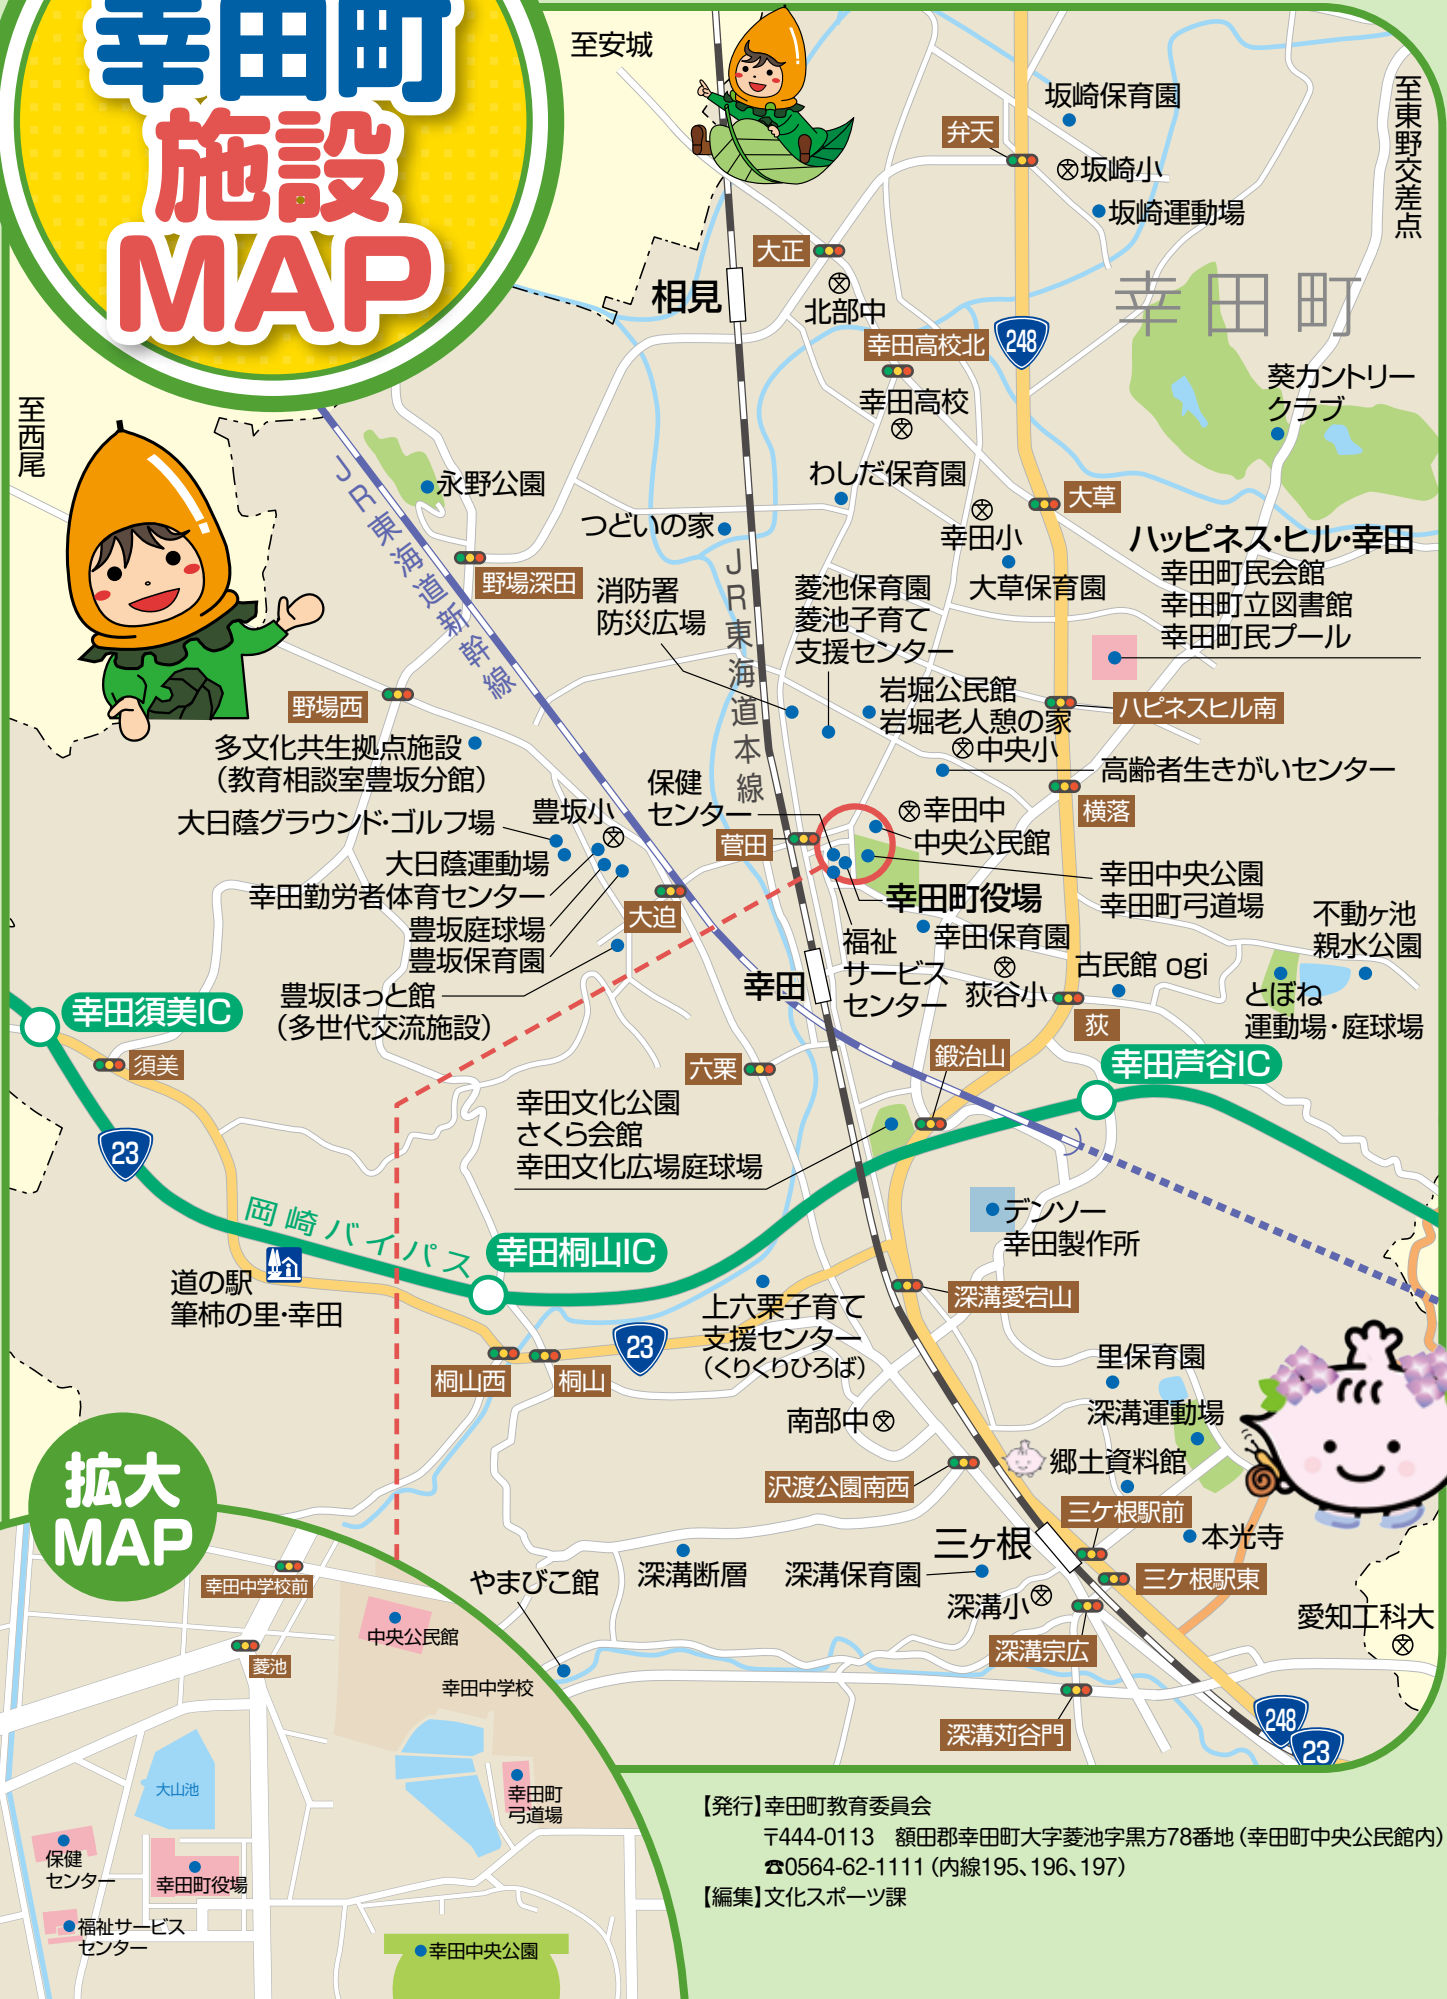 幸田町
施設
MAP
至安城
至東野交差点
至西尾
坂崎保育園
弁天
坂崎小
坂崎運動場
大正
相見
北部中
幸田町
幸田高校北
248
葵カントリー
クラブ
幸田高校
永野公園
わしだ保育園
大草
つどいの家
幸田小
JR東海道新幹線
JR東海道本線
野場深田
大草保育園
ハッピネス・ヒル・幸田
幸田町民会館
幸田町立図書館
幸田町民プール
消防署
防災広場
菱池保育園
菱池子育て
支援センター
岩堀公民館
岩堀老人憩の家
ハピネスヒル南
野場西
中央小
多文化共生拠点施設
（教育相談室豊坂分館）
高齢者生きがいセンター
保健
センター
横落
大日蔭グラウンド・ゴルフ場
豊坂小
幸田中
菅田
中央公民館
大日蔭運動場
幸田勤労者体育センター
幸田中央公園
幸田町弓道場
幸田町役場
大迫
豊坂庭球場
豊坂保育園
不動ヶ池
親水公園
幸田保育園
福祉
サービス
センター
古民館 ogi
幸田
荻谷小
とぼね
運動場・庭球場
豊坂ほっと館
（多世代交流施設）
荻
幸田須美IC
須美
六栗
鍛治山
幸田芦谷IC
幸田文化公園
さくら会館
幸田文化広場庭球場
23
岡崎バイパス
デンソー
幸田製作所
幸田桐山IC
道の駅
筆柿の里・幸田
上六栗子育て
支援センター
（くりくりひろば）
深溝愛宕山
23
桐山西
桐山
里保育園
深溝運動場
南部中
郷土資料館
沢渡公園南西
三ケ根駅前
三ヶ根
本光寺
三ケ根駅東
やまびこ館
深溝断層
深溝保育園
深溝小
愛知工科大
深溝宗広
深溝苅谷門
248
23
拡大
MAP
幸田中学校前
中央公民館
菱池
幸田中学校
大山池
幸田町
弓道場
保健
センター
幸田町役場
福祉サービス
センター
幸田中央公園
【発行】幸田町教育委員会
〒444-0113　額田郡幸田町大字菱池字黒方78番地（幸田町中央公民館内）
☎0564-62-1111（内線195、196、197）
【編集】文化スポーツ課